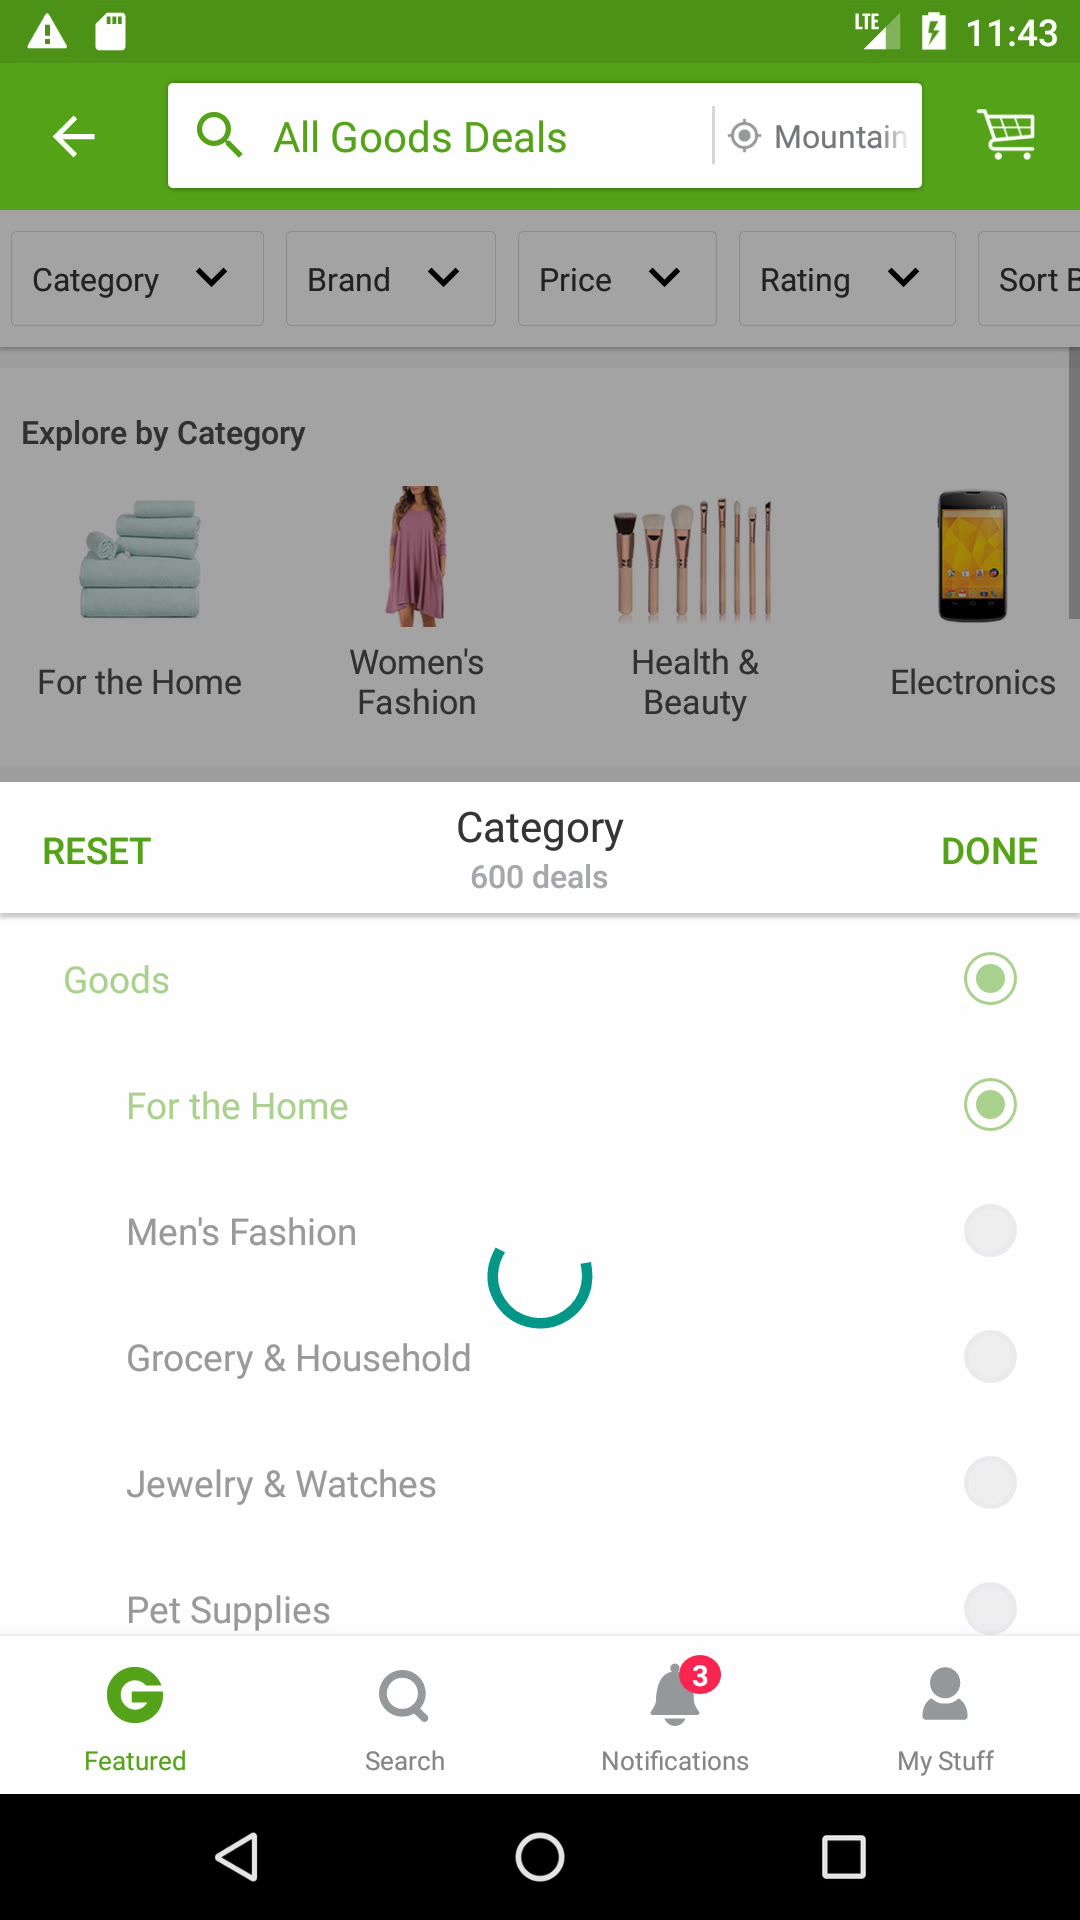 LTE 11:43
All Goods Deals Mountain
Category Brand Price Rating Sort B
Explore by Category
For the Home
Women's
Fashion
Health &
Beauty
Electronics
RESET Category DONE
600 deals
Goods
For the Home
Men's Fashion
Grocery & Household
Jewelry & Watches
Pet Supplies
3
Featured Search Notifications My Stuff